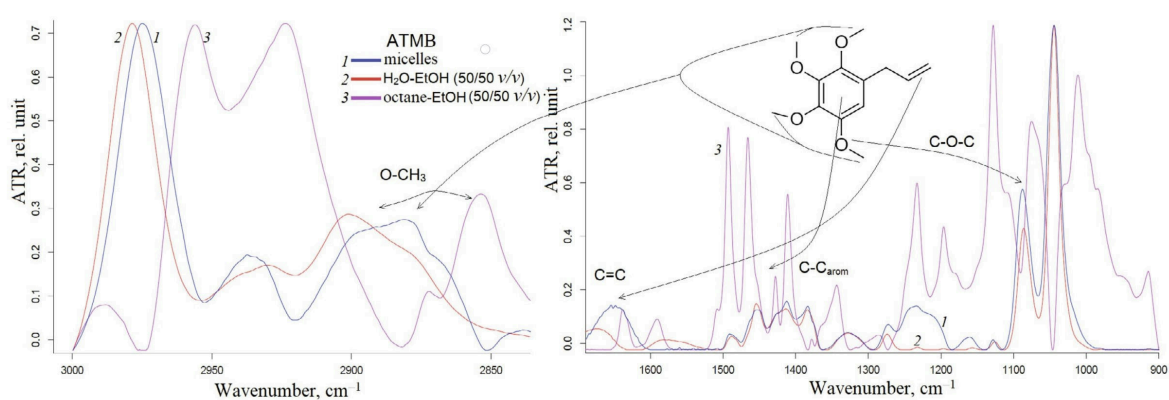 2 1 3
ATMB
1 micelles
2 H₂O-EtOH (50/50 v/v)
3 octane-EtOH (50/50 v/v)
O-CH₃
ATR, rel. unit
0.7
0.6
0.5
0.4
0.3
0.2
0.1
0.0
3000 2950 2900 2850
Wavenumber, cm⁻¹
ATR, rel. unit
1.2
1.0
0.8
0.6
0.4
0.2
0.0
O
O
O
O
C-O-C
3
C=C
C-Cₐᵣₒₘ
1
2
1600 1500 1400 1300 1200 1100 1000 900
Wavenumber, cm⁻¹